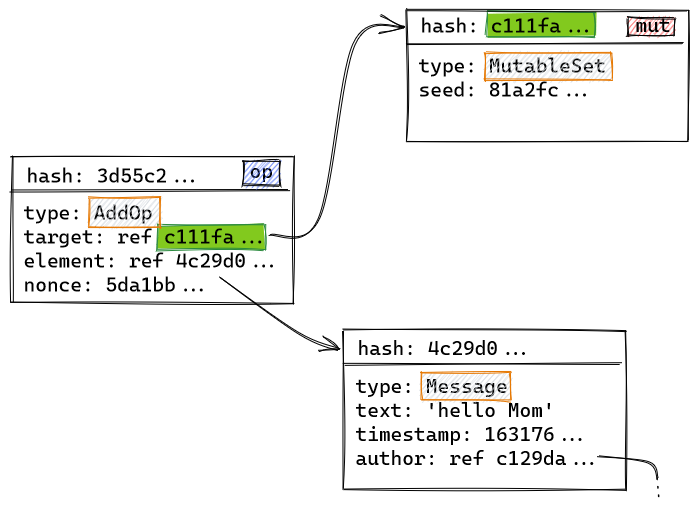 hash: c111fa... mut
type: MutableSet
seed: 81a2fc...
hash: 3d55c2... op
type: AddOp
target: ref c111fa...
element: ref 4c29d0...
nonce: 5da1bb...
hash: 4c29d0...
type: Message
text: 'hello Mom'
timestamp: 163176...
author: ref c129da...